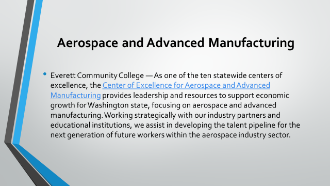 Aerospace and Advanced Manufacturing
• Everett Community College — As one of the ten statewide centers of
excellence, the Center of Excellence for Aerospace and Advanced
Manufacturing provides leadership and resources to support economic
growth for Washington state, focusing on aerospace and advanced
manufacturing. Working strategically with our industry partners and
educational institutions, we assist in developing the talent pipeline for the
next generation of future workers within the aerospace industry sector.